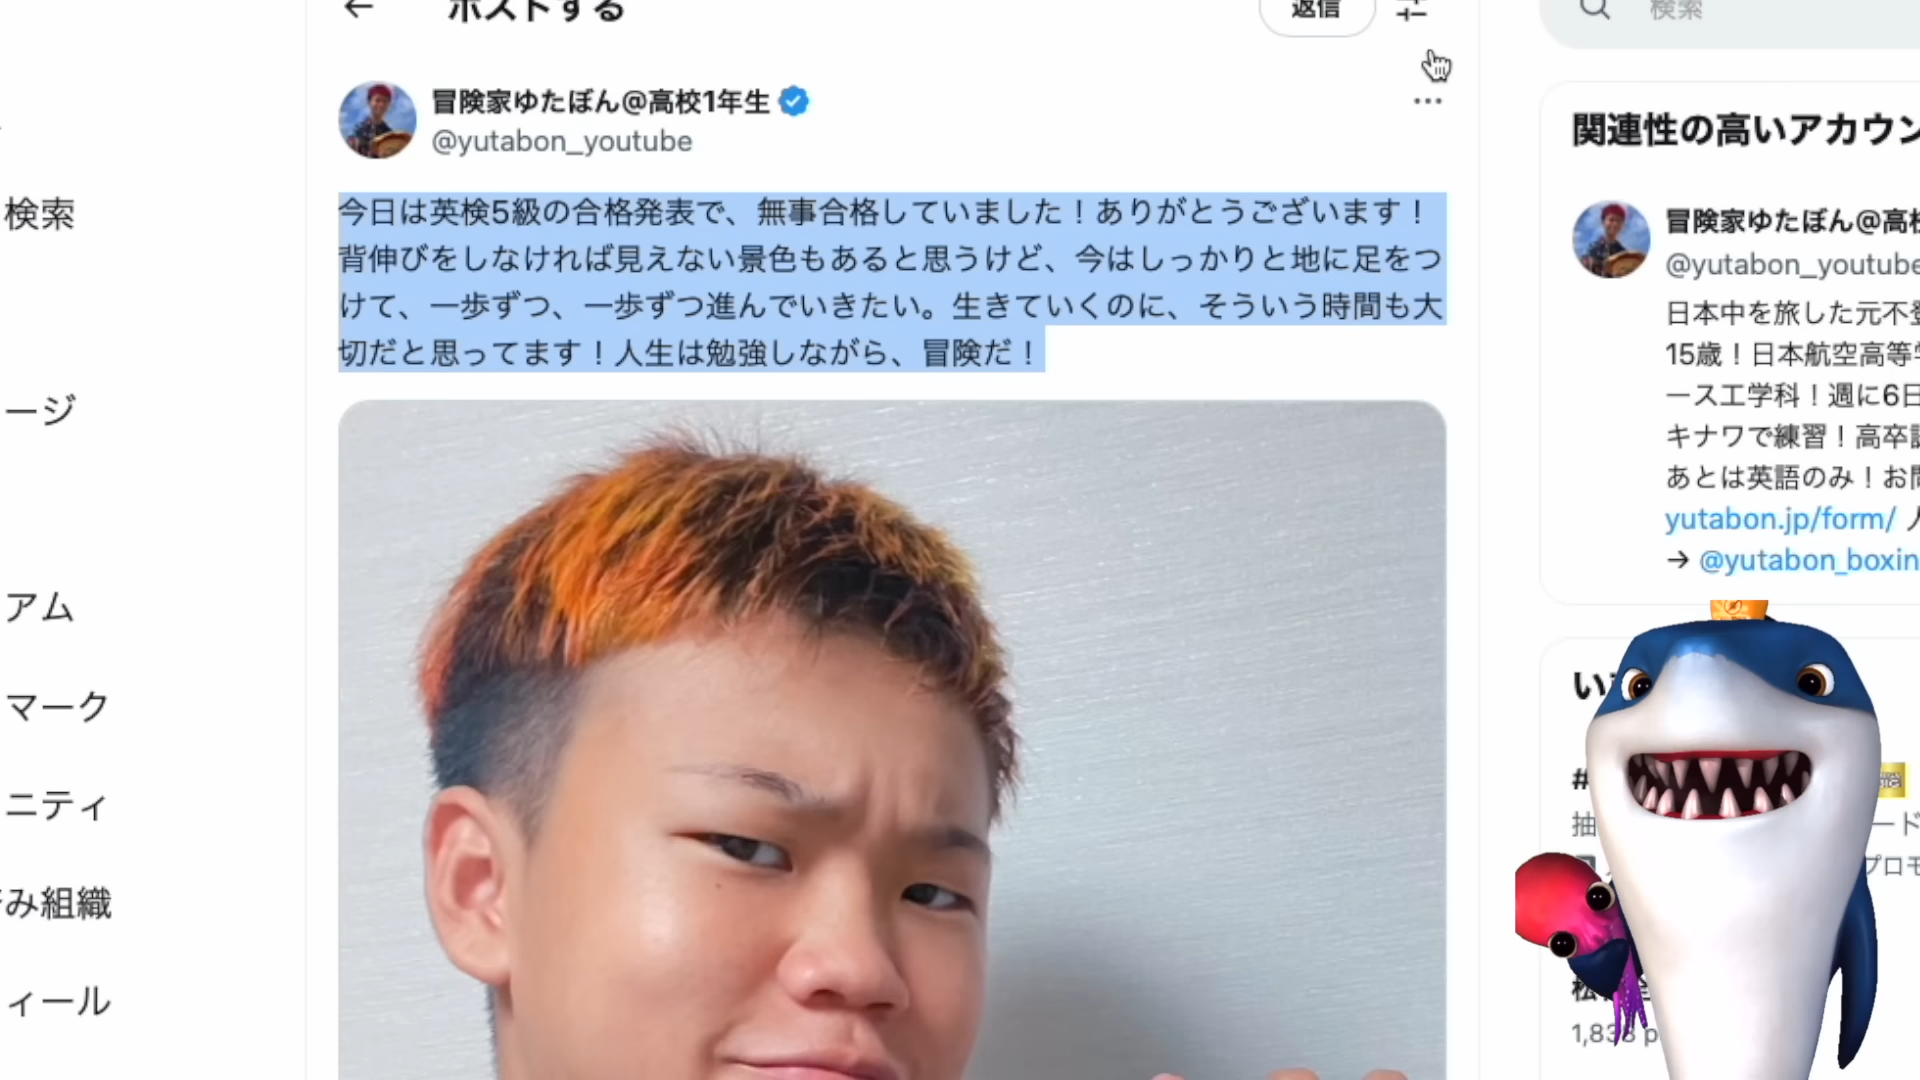 ポストする
返信
検索
冒険家ゆたぼん@高校1年生
@yutabon_youtube
今日は英検5級の合格発表で、無事合格していました！ありがとうございます！
背伸びをしなければ見えない景色もあると思うけど、今はしっかりと地に足をつ
けて、一歩ずつ、一歩ずつ進んでいきたい。生きていくのに、そういう時間も大
切だと思ってます！人生は勉強しながら、冒険だ！
検索
ージ
アム
マーク
ニティ
み組織
ィール
関連性の高いアカウン
冒険家ゆたぼん@高
@yutabon_youtube
日本中を旅した元不
15歳！日本航空高等
ース工学科！週に6日
キナワで練習！高卒
あとは英語のみ！お
yutabon.jp/form/
→ @yutabon_boxin
い
#
抽
ード
プロモ
1,83